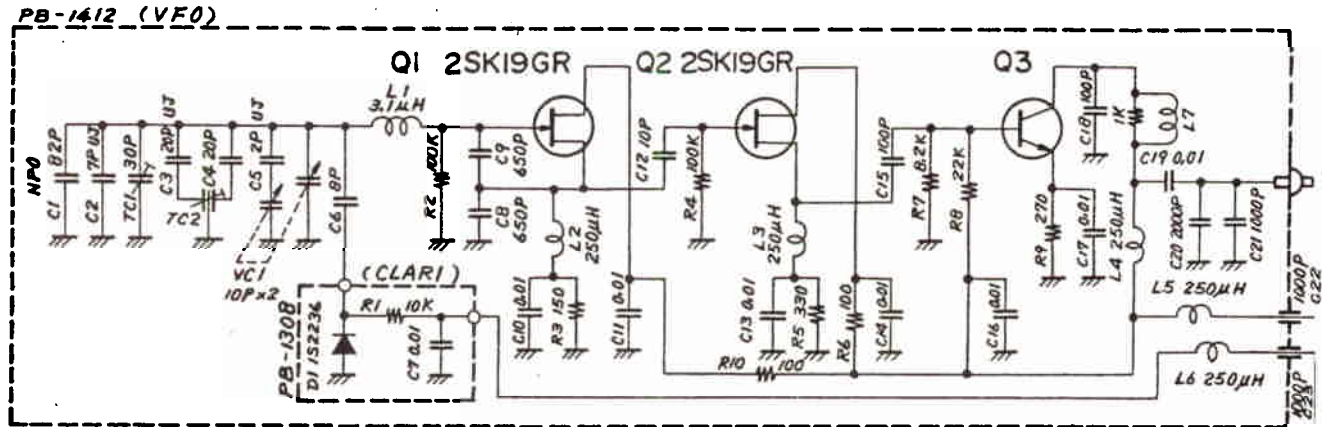 PB-1412 (VFO)
Q1 2SK19GR
Q2 2SK19GR
Q3
NPO
C1 82P
C2 7P UJ
TC1 30P
C3 20P UJ
C4 20P
TC2
C5 2P UJ
VC1
10P×2
C6 8P
L1
3.1μH
R2 100K
C9 650P
C8 650P
L2
250μH
C10 0.01
R3 150
C11 0.01
C12 10P
R4 100K
L3
250μH
C13 0.01
R5 330
R6 100
C14 0.01
C15 100P
R7 8.2K
R8 22K
C16 0.01
R9 270
C17 0.01
C18 100P
1K
L7
C19 0.01
L4 250μH
C20 200P
C21 1000P
L5 250μH
1000P
C22
L6 250μH
1000P
C23
R10 100
(CLARI)
R1 10K
C7 0.01
D1 1S2236
PB-1308